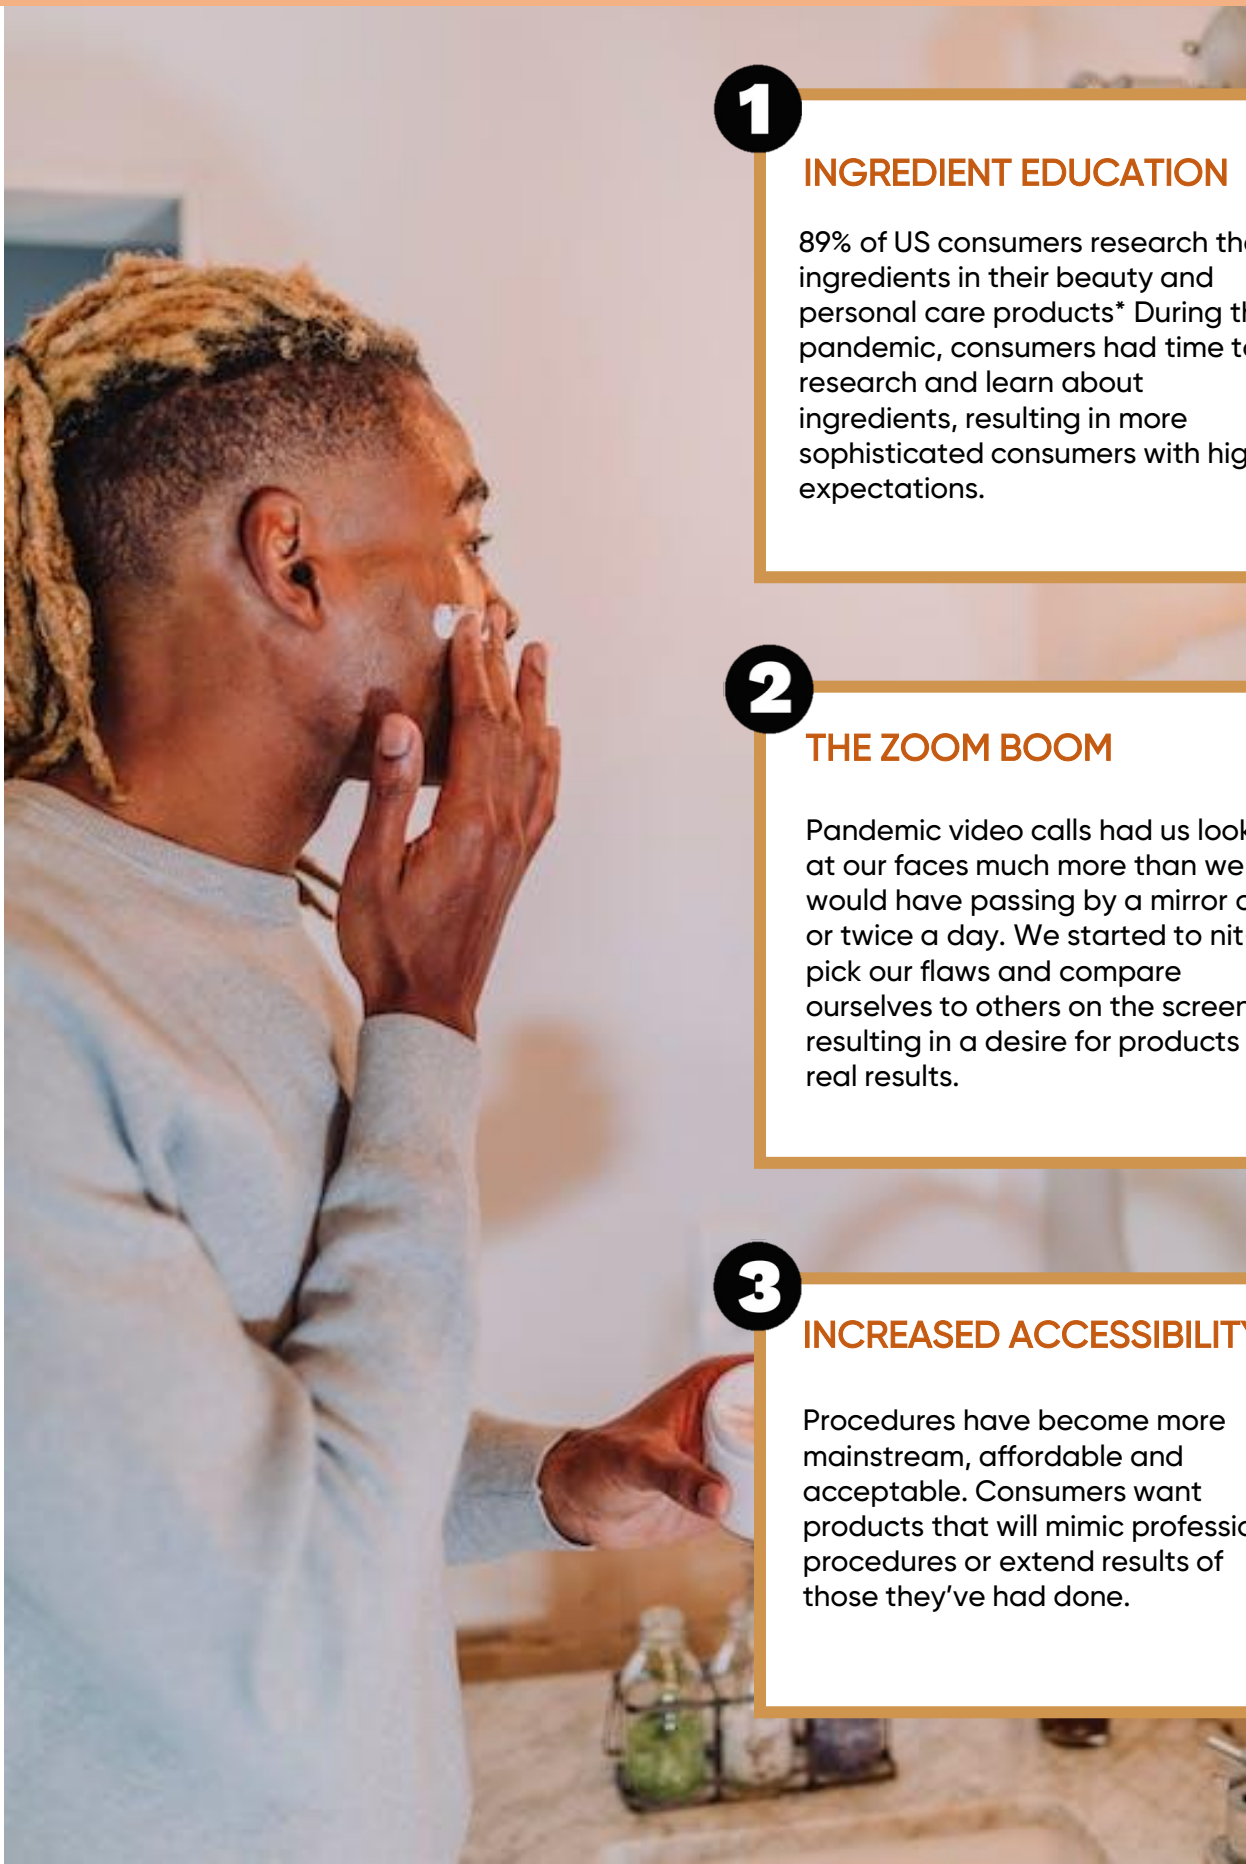 1
INGREDIENT EDUCATION
89% of US consumers research
ingredients in their beauty and
personal care products* During
pandemic, consumers had time
research and learn about
ingredients, resulting in more
sophisticated consumers with
expectations.
2
THE ZOOM BOOM
Pandemic video calls had us
at our faces much more than we
would have passing by a mirror
or twice a day. We started to nit
pick our flaws and compare
ourselves to others on the
resulting in a desire for products
real results.
3
INCREASED ACCESSIBILITY
Procedures have become more
mainstream, affordable and
acceptable. Consumers want
products that will mimic
procedures or extend results of
those they've had done.